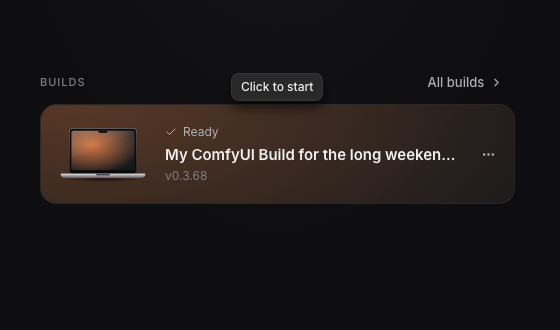 BUILDS
Click to start
All builds
Ready
My ComfyUI Build for the long weeken...
v0.3.68